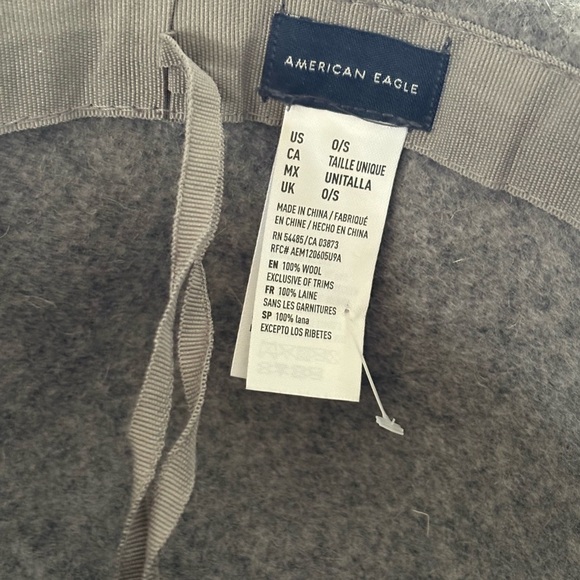 AMERICAN EAGLE
US O/S
CA TAILLE UNIQUE
MX UNITALLA
UK O/S
MADE IN CHINA / FABRIQUÉ
EN CHINE / HECHO EN CHINA
RN 54485/CA 03873
RFC# AEM120605U9A
EN 100% WOOL
EXCLUSIVE OF TRIMS
FR 100% LAINE
SANS LES GARNITURES
SP 100% lana
EXCEPTO LOS RIBETES